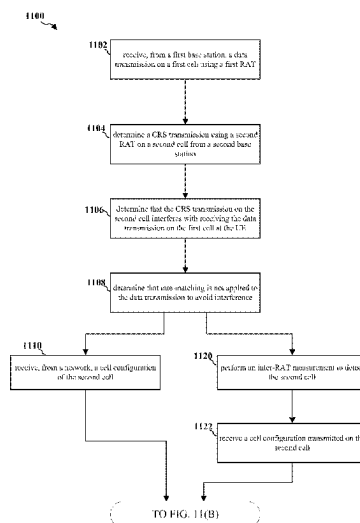 1100
1102
receive, from a first base station, a data
transmission on a first cell using a first RAT
1104
determine a CRS transmission using a second
RAT on a second cell from a second base
station
1106
determine that the CRS transmission on the
second cell interferes with receiving the data
transmission on the first cell at the UE
1108
determine that rate matching is not applied to
the data transmission to avoid interference
1110
receive, from a network, a cell configuration
of the second cell
1120
perform an inter-RAT measurement to detect
the second cell
1122
receive a cell configuration transmitted on the
second cell
TO FIG. 11(B)